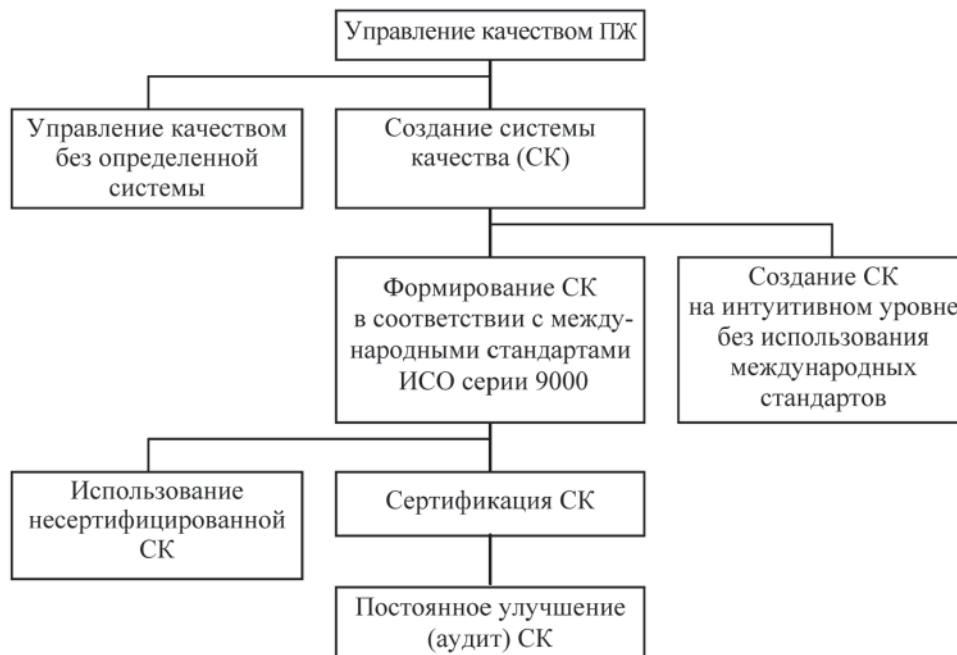 Управление качеством ПЖ
Управление качеством
без определенной
системы
Создание системы
качества (СК)
Формирование СК
в соответствии с между-
народными стандартами
ИСО серии 9000
Создание СК
на интуитивном уровне
без использования
международных
стандартов
Использование
несертифицированной
СК
Сертификация СК
Постоянное улучшение
(аудит) СК